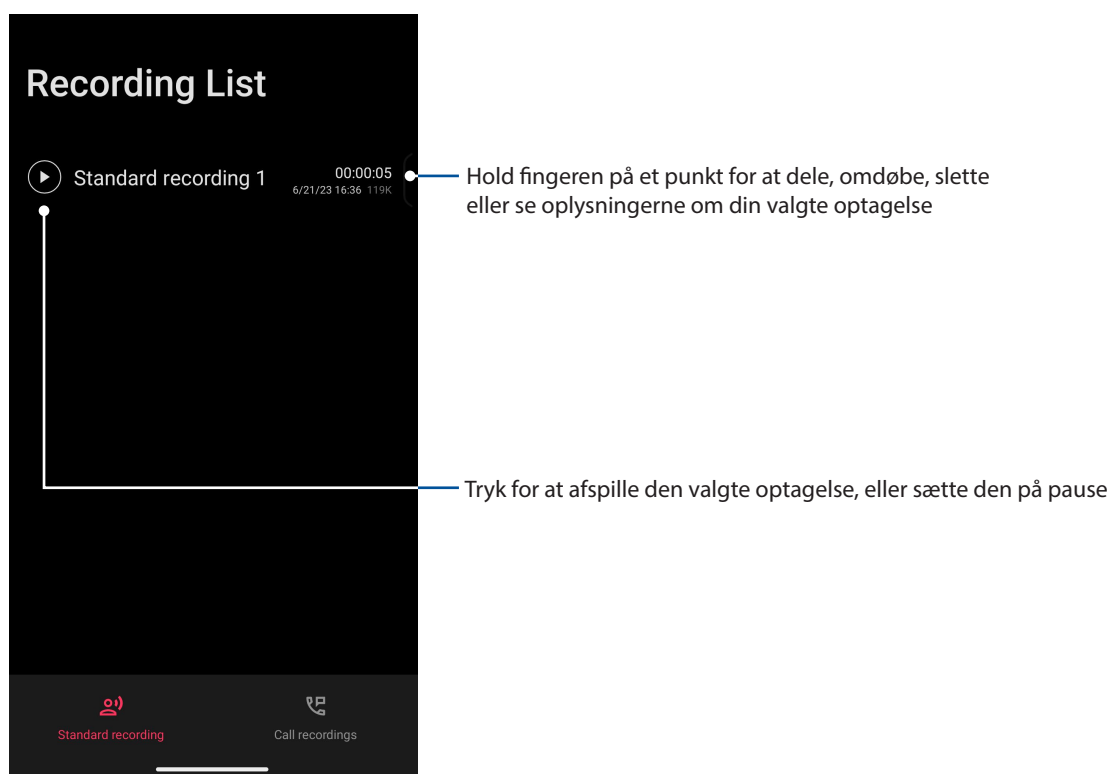 Recording List
Standard recording 1
00:00:05
6/21/23 16:36 119K
Hold fingeren på et punkt for at dele, omdøbe, slette
eller se oplysningerne om din valgte optagelse
Tryk for at afspille den valgte optagelse, eller sætte den på pause
Standard recording
Call recordings